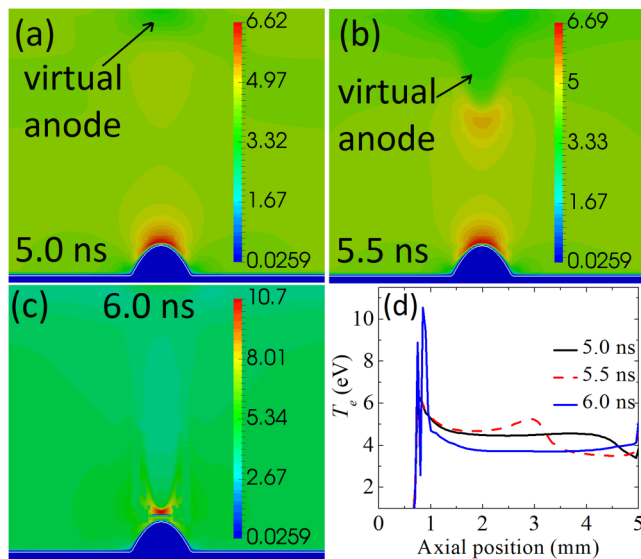 (a)
virtual
anode
5.0 ns
6.62
4.97
3.32
1.67
0.0259
(b)
virtual
anode
5.5 ns
6.69
5
3.33
1.67
0.0259
(c)
6.0 ns
10.7
8.01
5.34
2.67
0.0259
(d)
10
8
6
4
2
T_e (eV)
5.0 ns
5.5 ns
6.0 ns
0 1 2 3 4 5
Axial position (mm)